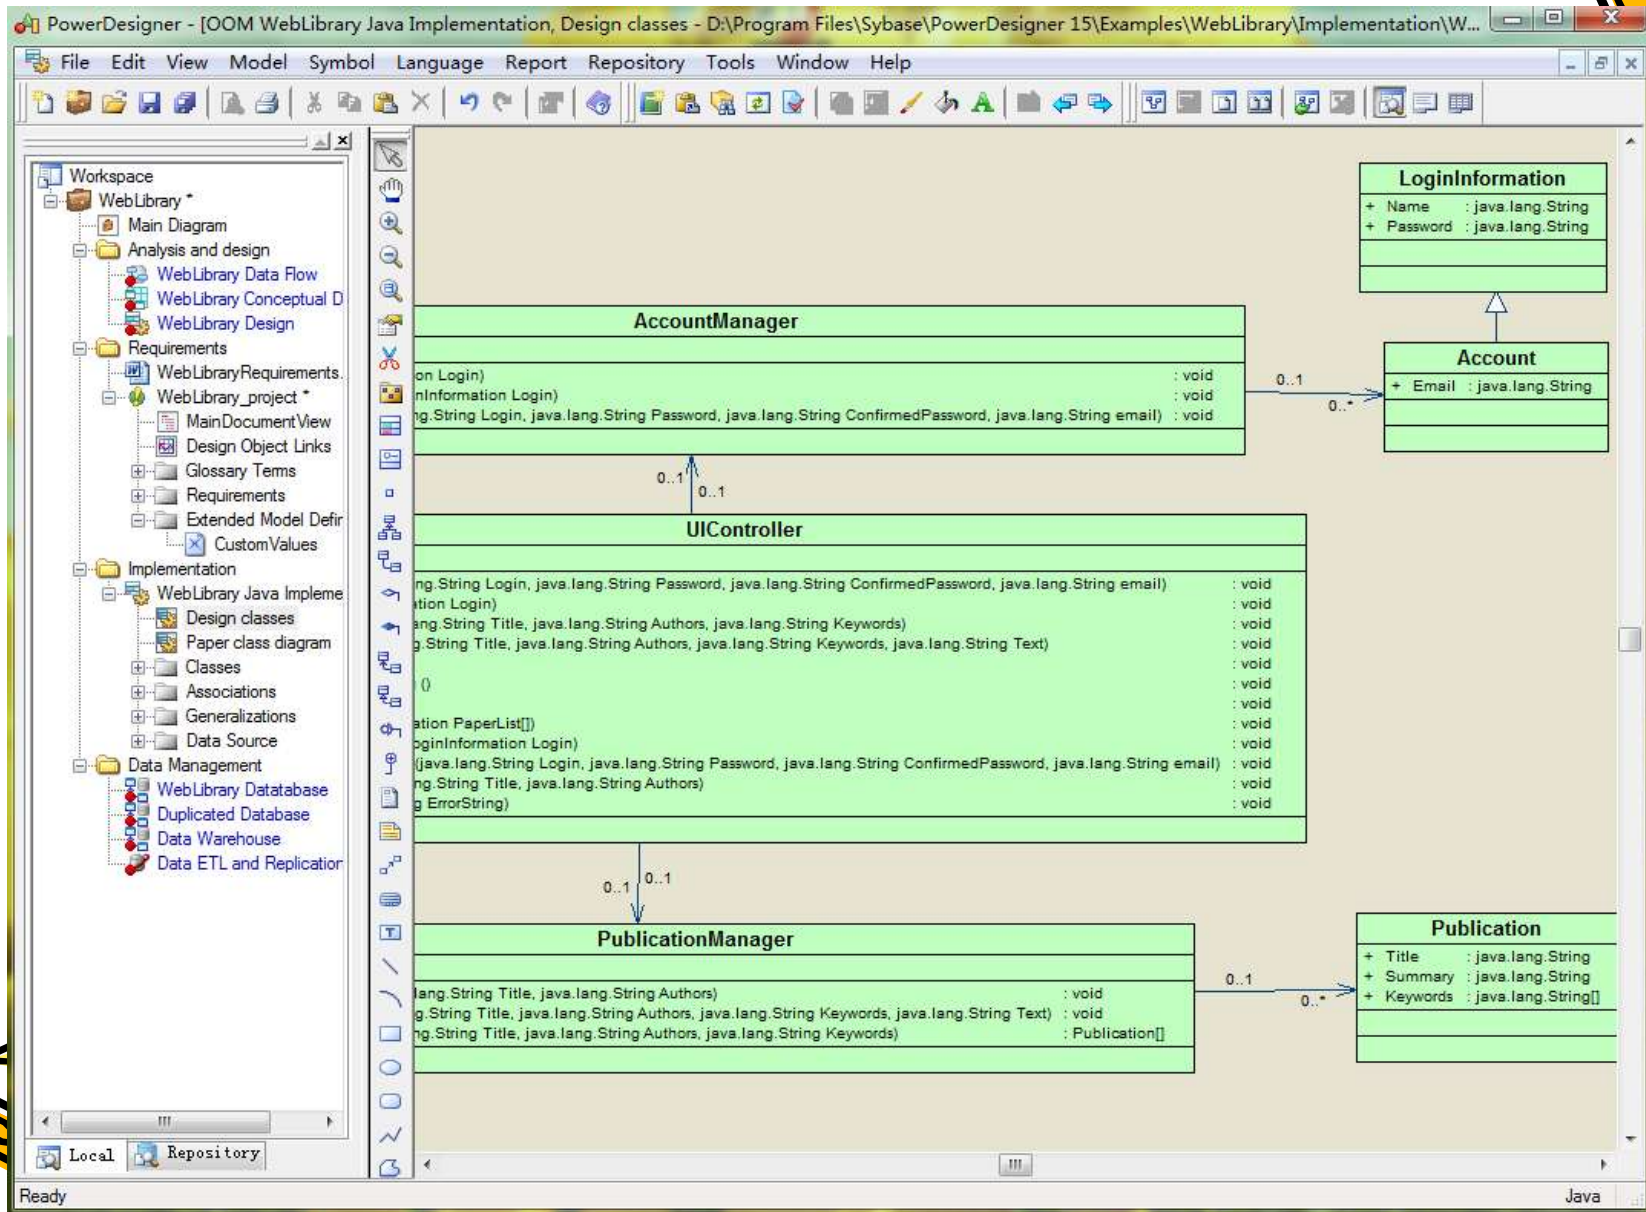 PowerDesigner - [OOM WebLibrary Java Implementation, Design classes - D:\Program Files\Sybase\PowerDesigner 15\Examples\WebLibrary\Implementation\W...
File Edit View Model Symbol Language Report Repository Tools Window Help
Workspace
WebLibrary *
Main Diagram
Analysis and design
WebLibrary Data Flow
WebLibrary Conceptual D
WebLibrary Design
Requirements
WebLibraryRequirements.
WebLibrary_project *
MainDocumentView
Design Object Links
Glossary Terms
Requirements
Extended Model Defir
CustomValues
Implementation
WebLibrary Java Impleme
Design classes
Paper class diagram
Classes
Associations
Generalizations
Data Source
Data Management
WebLibrary Datatabase
Duplicated Database
Data Warehouse
Data ETL and Replication
Local Repository
LoginInformation
+ Name : java.lang.String
+ Password : java.lang.String
AccountManager
on Login) : void
nInformation Login) : void
ng.String Login, java.lang.String Password, java.lang.String ConfirmedPassword, java.lang.String email) : void
0..1
0..*
Account
+ Email : java.lang.String
0..1
0..1
UIController
ng.String Login, java.lang.String Password, java.lang.String ConfirmedPassword, java.lang.String email) : void
ation Login) : void
ang.String Title, java.lang.String Authors, java.lang.String Keywords) : void
g.String Title, java.lang.String Authors, java.lang.String Keywords, java.lang.String Text) : void
: void
() : void
: void
ation PaperList[]) : void
oginInformation Login) : void
(java.lang.String Login, java.lang.String Password, java.lang.String ConfirmedPassword, java.lang.String email) : void
ng.String Title, java.lang.String Authors) : void
g ErrorString) : void
0..1
0..1
PublicationManager
lang.String Title, java.lang.String Authors) : void
g.String Title, java.lang.String Authors, java.lang.String Keywords, java.lang.String Text) : void
ng.String Title, java.lang.String Authors, java.lang.String Keywords) : Publication[]
0..1
0..*
Publication
+ Title : java.lang.String
+ Summary : java.lang.String
+ Keywords : java.lang.String[]
Ready Java